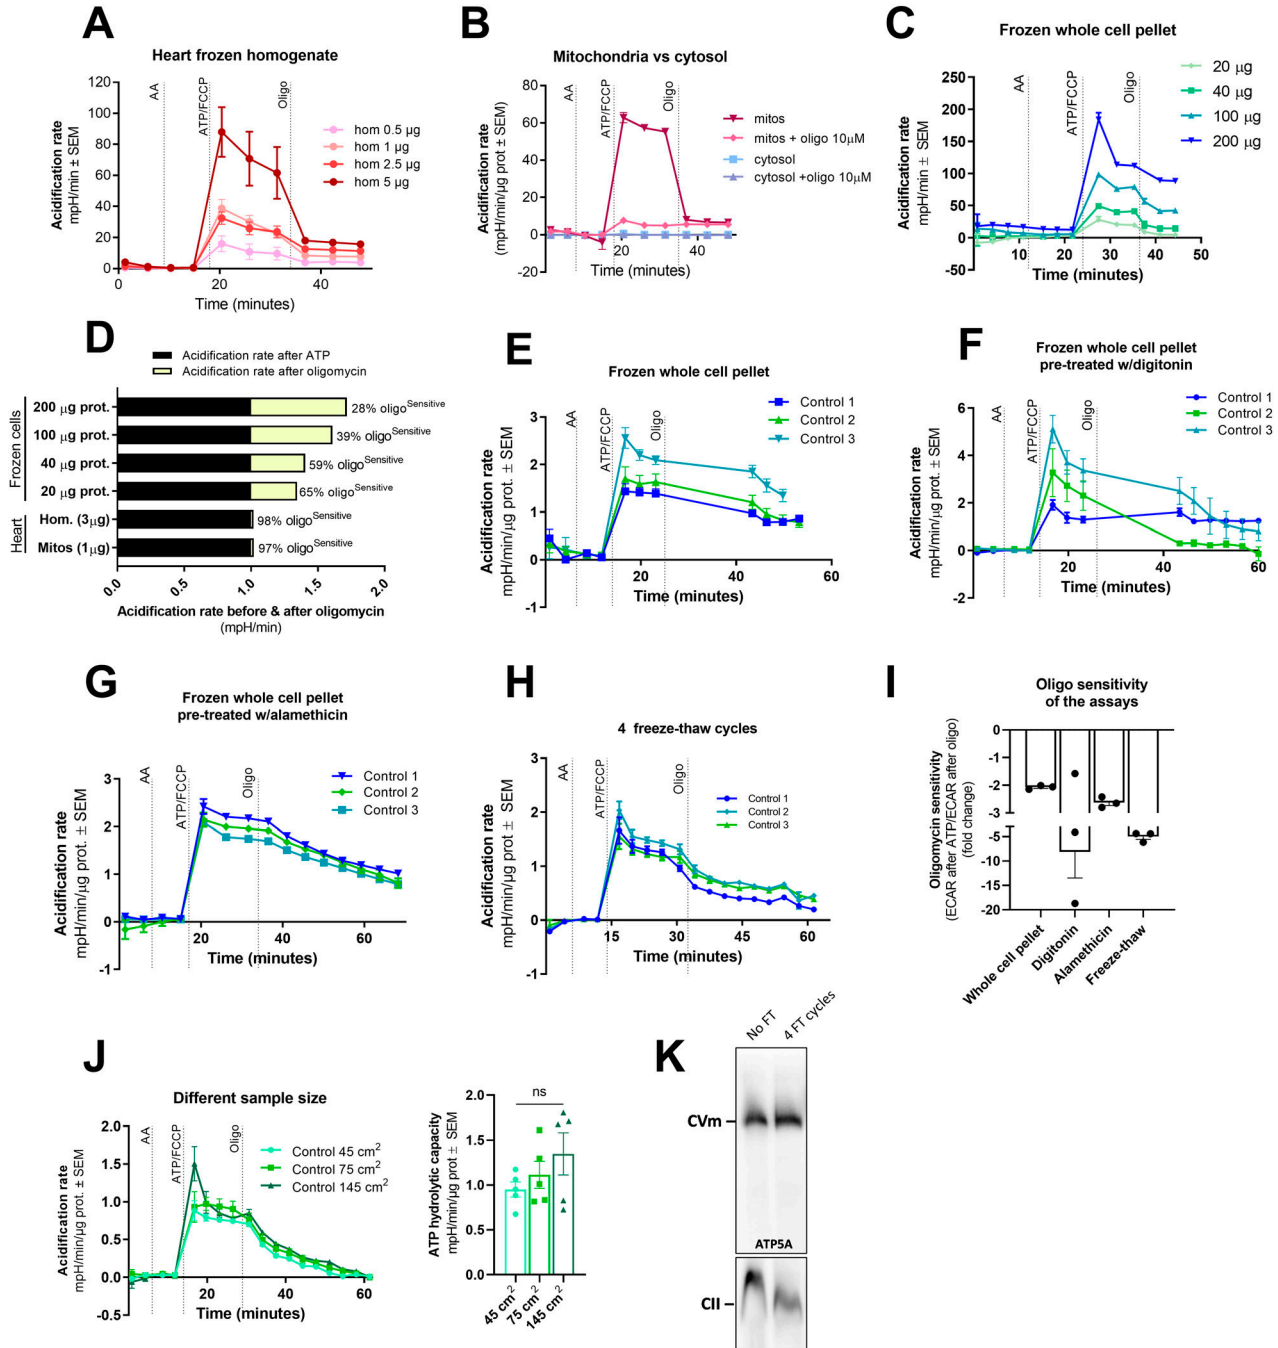 A
Heart frozen homogenate
Acidification rate
mpH/min ± SEM
120
100
80
60
40
20
0
0
20
40
Time (minutes)
AA
ATP/FCCP
Oligo
hom 0.5 µg
hom 1 µg
hom 2.5 µg
hom 5 µg
B
Mitochondria vs cytosol
Acidification rate
(mpH/min/µg prot ± SEM)
80
60
40
20
0
-20
20
40
Time (minutes)
AA
ATP/FCCP
Oligo
mitos
mitos + oligo 10µM
cytosol
cytosol +oligo 10µM
C
Frozen whole cell pellet
Acidification rate
mpH/min ± SEM
250
200
150
100
50
0
-50
10
20
30
40
50
Time (minutes)
AA
ATP/FCCP
Oligo
20 µg
40 µg
100 µg
200 µg
D
Acidification rate after ATP
Acidification rate after oligomycin
Frozen cells
Heart
200 µg prot.
28% oligoSensitive
100 µg prot.
39% oligoSensitive
40 µg prot.
59% oligoSensitive
20 µg prot.
65% oligoSensitive
Hom. (3µg)
98% oligoSensitive
Mitos (1µg)
97% oligoSensitive
0.0
0.5
1.0
1.5
2.0
Acidification rate before & after oligomycin
(mpH/min)
E
Frozen whole cell pellet
Acidification rate
mpH/min/µg prot. ± SEM
3
2
1
0
-1
20
40
60
Time (minutes)
AA
ATP/FCCP
Oligo
Control 1
Control 2
Control 3
F
Frozen whole cell pellet
pre-treated w/digitonin
Acidification rate
mpH/min/µg prot. ± SEM
6
4
2
0
-2
20
40
60
Time (minutes)
AA
ATP/FCCP
Oligo
Control 1
Control 2
Control 3
G
Frozen whole cell pellet
pre-treated w/alamethicin
Acidification rate
mpH/min/µg prot. ± SEM
3
2
1
0
-1
20
40
60
Time (minutes)
AA
ATP/FCCP
Oligo
Control 1
Control 2
Control 3
H
4 freeze-thaw cycles
Acidification rate
mpH/min/µg prot. ± SEM
3
2
1
0
-1
15
30
45
60
Time (minutes)
AA
ATP/FCCP
Oligo
Control 1
Control 2
Control 3
I
Oligo sensitivity
of the assays
Oligomycin sensitivity
(ECAR after ATP/ECAR after oligo)
(fold change)
0
-2
-3
-5
-10
-15
-20
Whole cell pellet
Digitonin
Alamethicin
Freeze-thaw
J
Different sample size
Acidification rate
mpH/min/µg prot. ± SEM
2.0
1.5
1.0
0.5
0.0
-0.5
20
40
60
Time (minutes)
AA
ATP/FCCP
Oligo
Control 45 cm2
Control 75 cm2
Control 145 cm2
ATP hydrolytic capacity
mpH/min/µg prot ± SEM
2.0
1.5
1.0
0.5
0.0
ns
45 cm2
75 cm2
145 cm2
K
No FT
4 FT cycles
CVm
ATP5A
CII